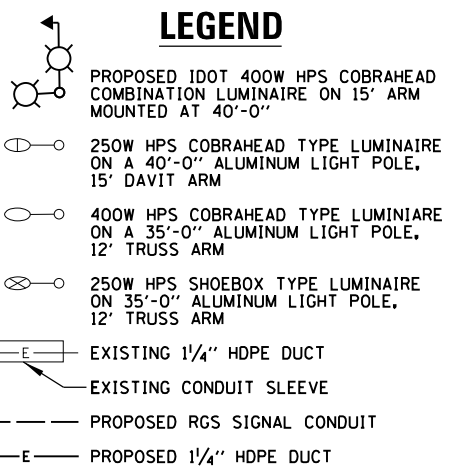 LEGEND
PROPOSED IDOT 400W HPS COBRAHEAD
COMBINATION LUMINAIRE ON 15' ARM
MOUNTED AT 40'-0''
250W HPS COBRAHEAD TYPE LUMINAIRE
ON A 40'-0'' ALUMINUM LIGHT POLE,
15' DAVIT ARM
400W HPS COBRAHEAD TYPE LUMINIARE
ON A 35'-0'' ALUMINUM LIGHT POLE,
12' TRUSS ARM
250W HPS SHOEBOX TYPE LUMINAIRE
ON 35'-0'' ALUMINUM LIGHT POLE,
12' TRUSS ARM
E EXISTING 1¼'' HDPE DUCT
EXISTING CONDUIT SLEEVE
PROPOSED RGS SIGNAL CONDUIT
E PROPOSED 1¼'' HDPE DUCT